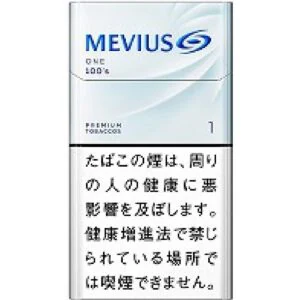 MEVIUS
ONE
100's
PREMIUM
TOBACCOS
1
たばこの煙は、周り
の人の健康に悪
影響を及ぼします。
健康増進法で禁じ
られている場所で
は喫煙できません。